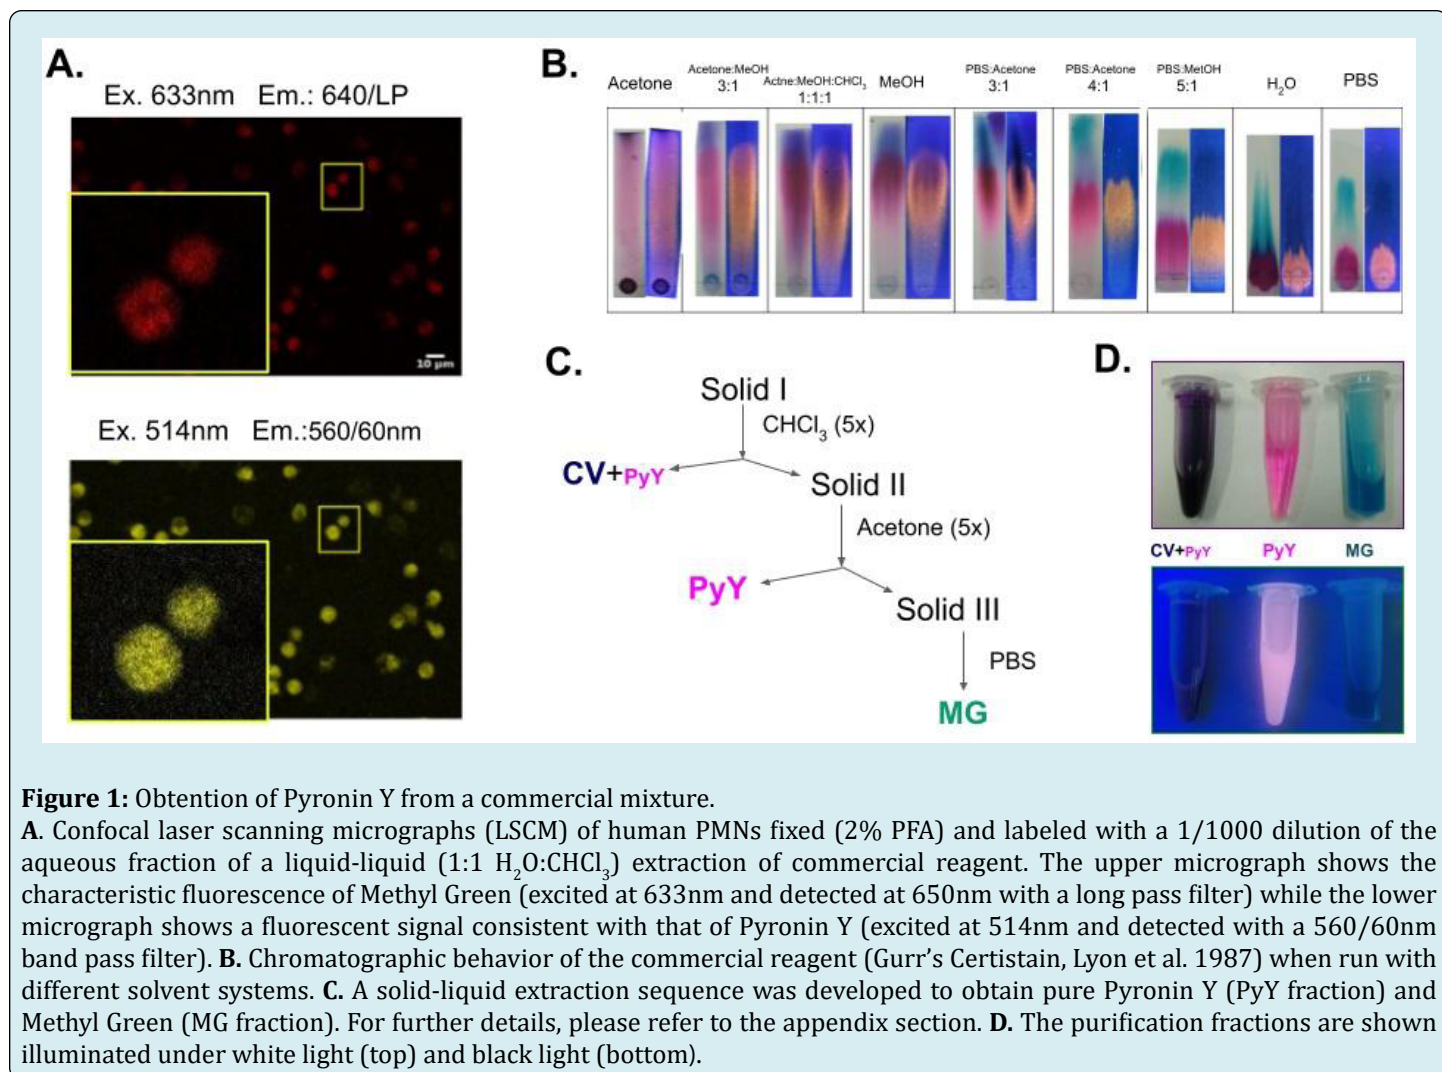 A.
Ex. 633nm Em.: 640/LP
10 µm
Ex. 514nm Em.:560/60nm
B.
Acetone
Acetone:MeOH
3:1
Actne:MeOH:CHCl₃
1:1:1
MeOH
PBS:Acetone
3:1
PBS:Acetone
4:1
PBS:MetOH
5:1
H₂O
PBS
C.
Solid I
CHCl₃ (5x)
CV+PyY
Solid II
Acetone (5x)
PyY
Solid III
PBS
MG
D.
CV+PyY PyY MG
Figure 1: Obtention of Pyronin Y from a commercial mixture.
A. Confocal laser scanning micrographs (LSCM) of human PMNs fixed (2% PFA) and labeled with a 1/1000 dilution of the
aqueous fraction of a liquid-liquid (1:1 H₂O:CHCl₃) extraction of commercial reagent. The upper micrograph shows the
characteristic fluorescence of Methyl Green (excited at 633nm and detected at 650nm with a long pass filter) while the lower
micrograph shows a fluorescent signal consistent with that of Pyronin Y (excited at 514nm and detected with a 560/60nm
band pass filter). B. Chromatographic behavior of the commercial reagent (Gurr's Certistain, Lyon et al. 1987) when run with
different solvent systems. C. A solid-liquid extraction sequence was developed to obtain pure Pyronin Y (PyY fraction) and
Methyl Green (MG fraction). For further details, please refer to the appendix section. D. The purification fractions are shown
illuminated under white light (top) and black light (bottom).